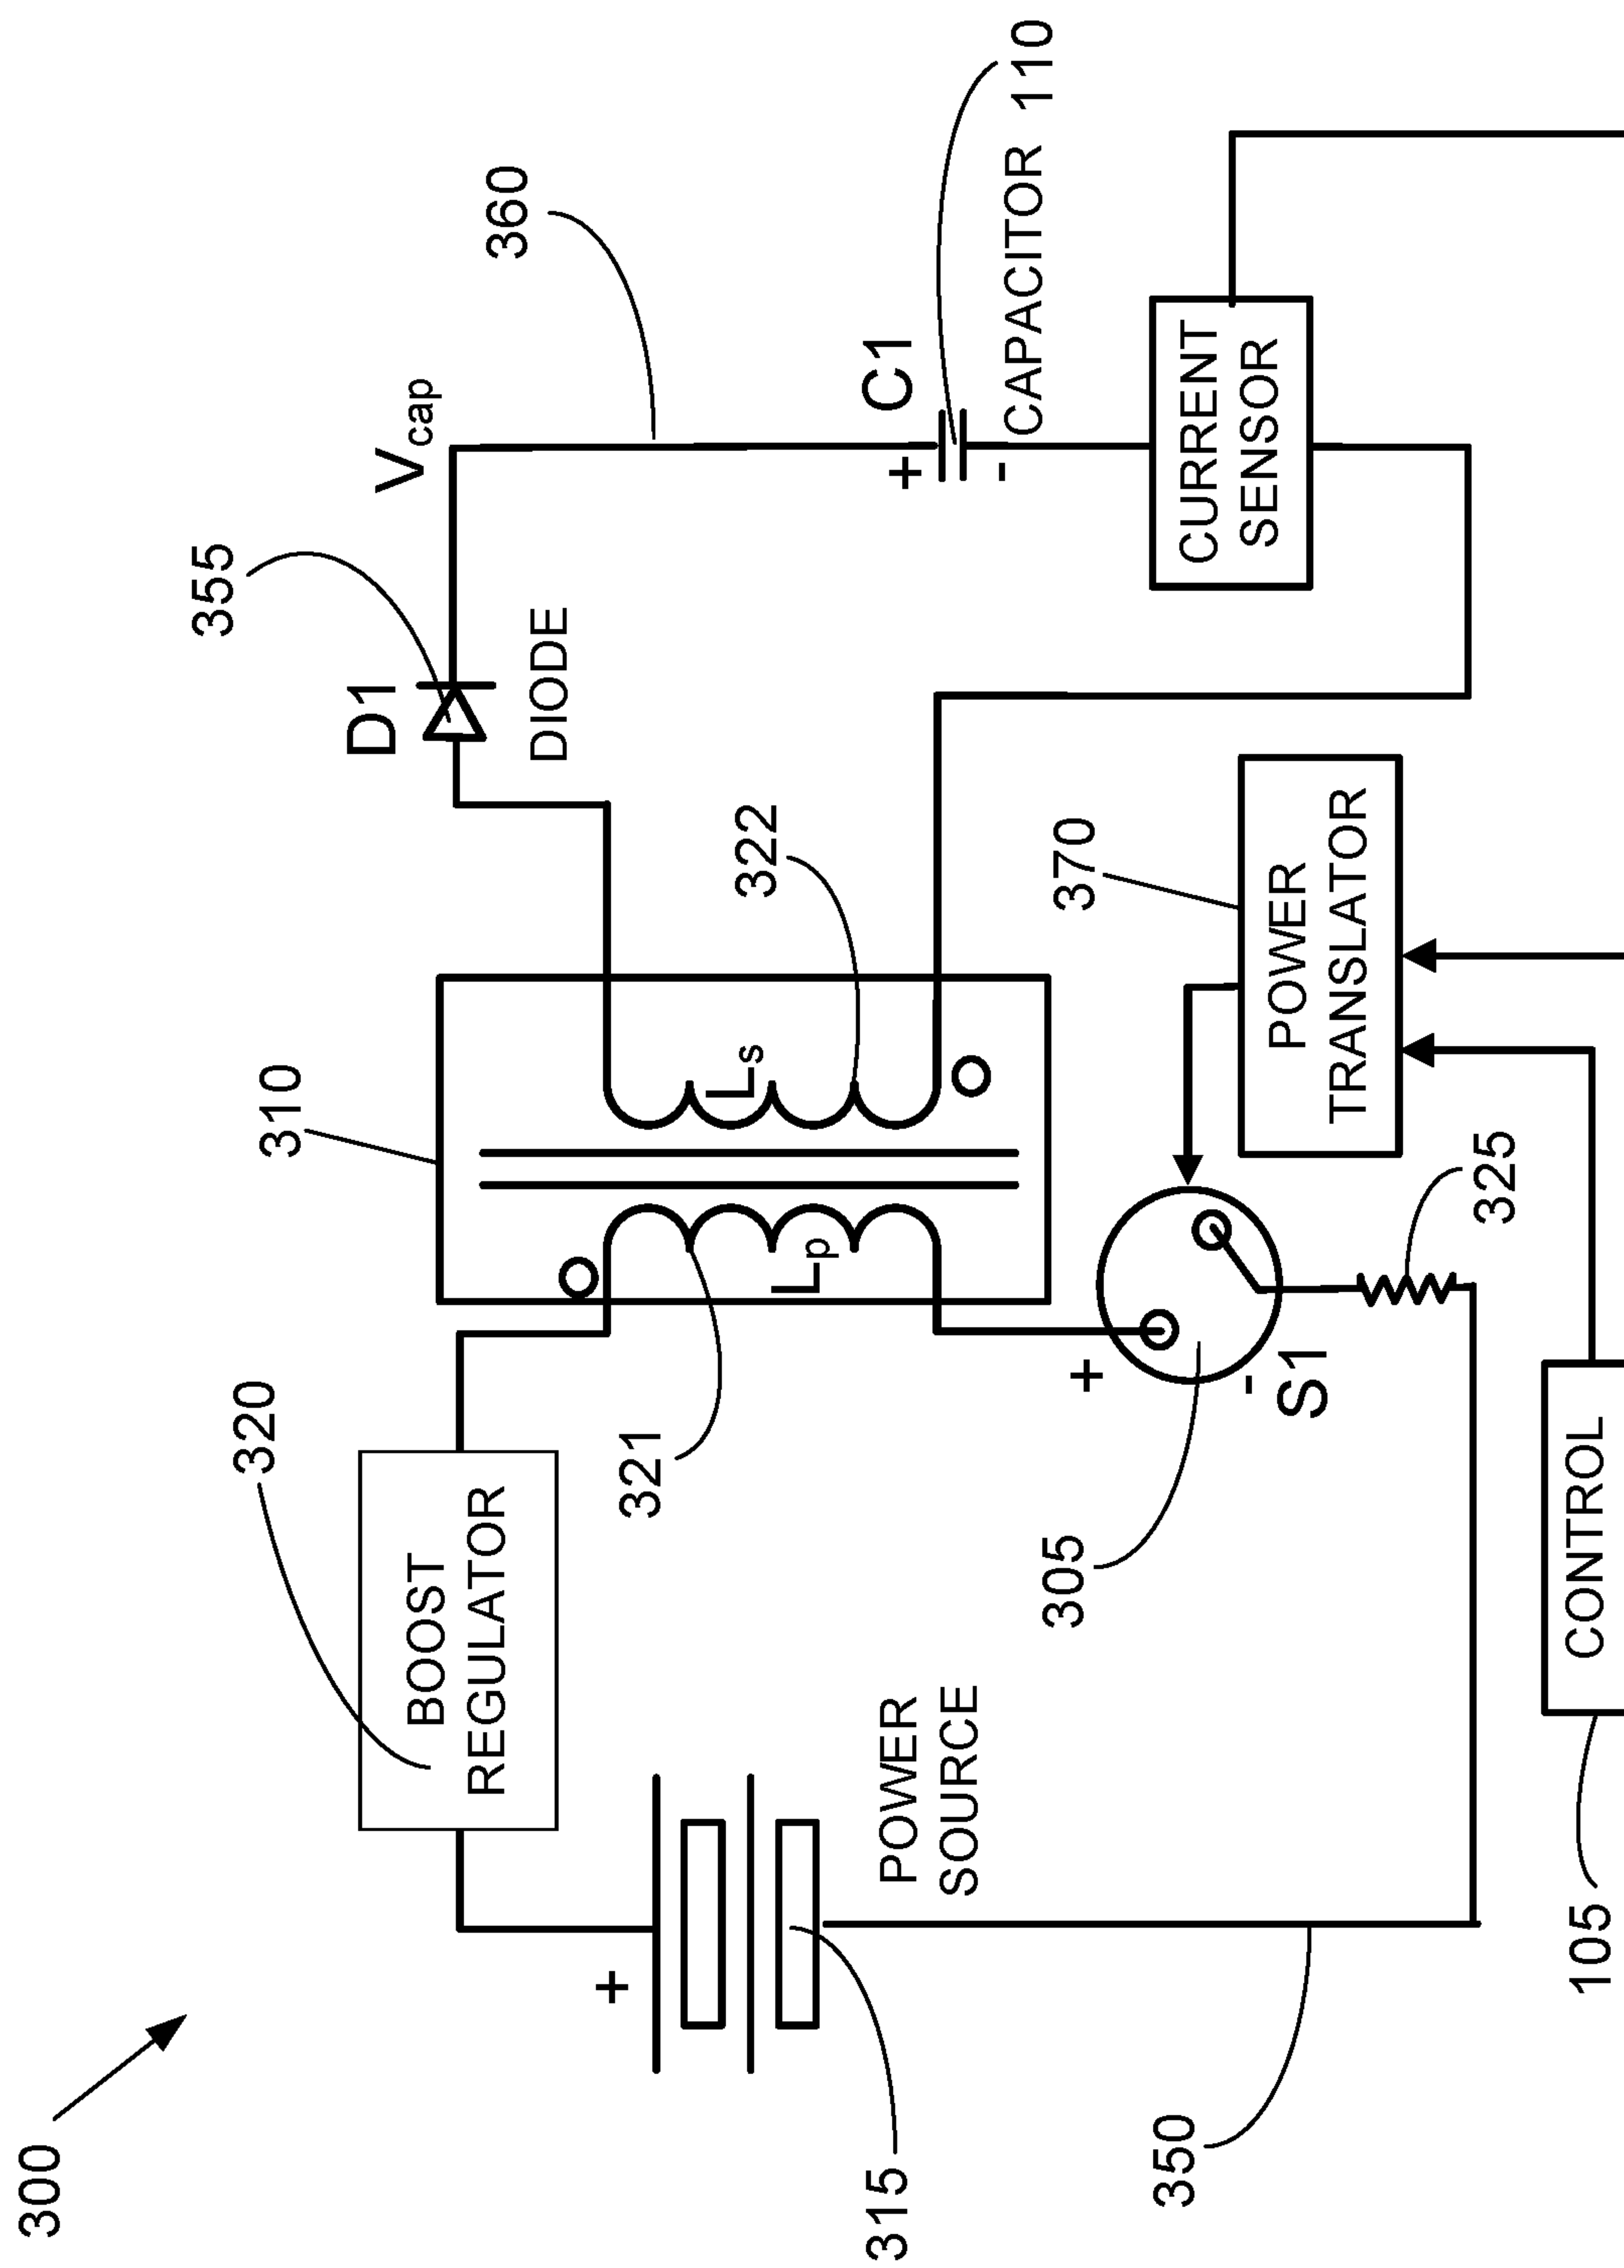 300
320
BOOST
REGULATOR
+
315
POWER
SOURCE
350
310
321
Lp
Ls
322
D1
355
DIODE
Vcap
360
+
C1
-
CAPACITOR 110
CURRENT
SENSOR
305
+
-
S1
325
370
POWER
TRANSLATOR
CONTROL
105